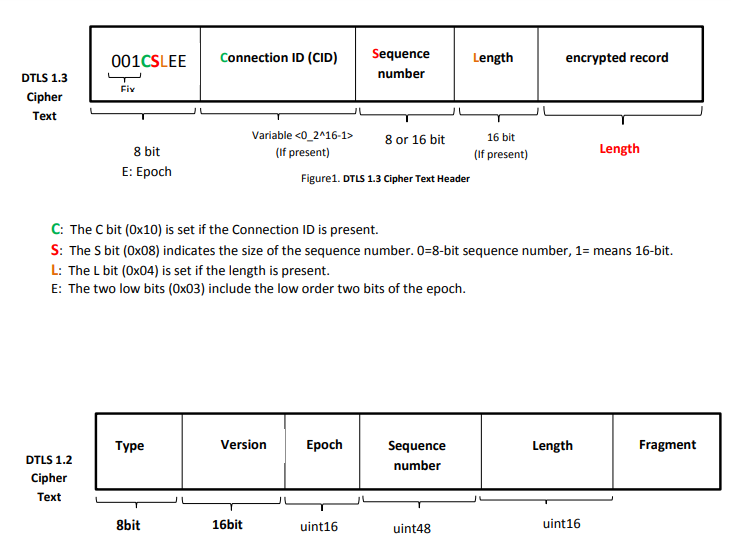 001CSLEE
Connection ID (CID)
Sequence
number
Length
encrypted record
DTLS 1.3
Cipher
Text
Fix
8 bit
E: Epoch
Variable <0_2^16-1>
(If present)
8 or 16 bit
16 bit
(If present)
Length
Figure1. DTLS 1.3 Cipher Text Header
C: The C bit (0x10) is set if the Connection ID is present.
S: The S bit (0x08) indicates the size of the sequence number. 0=8-bit sequence number, 1= means 16-bit.
L: The L bit (0x04) is set if the length is present.
E: The two low bits (0x03) include the low order two bits of the epoch.
DTLS 1.2
Cipher
Text
Type
Version
Epoch
Sequence
number
Length
Fragment
8bit
16bit
uint16
uint48
uint16